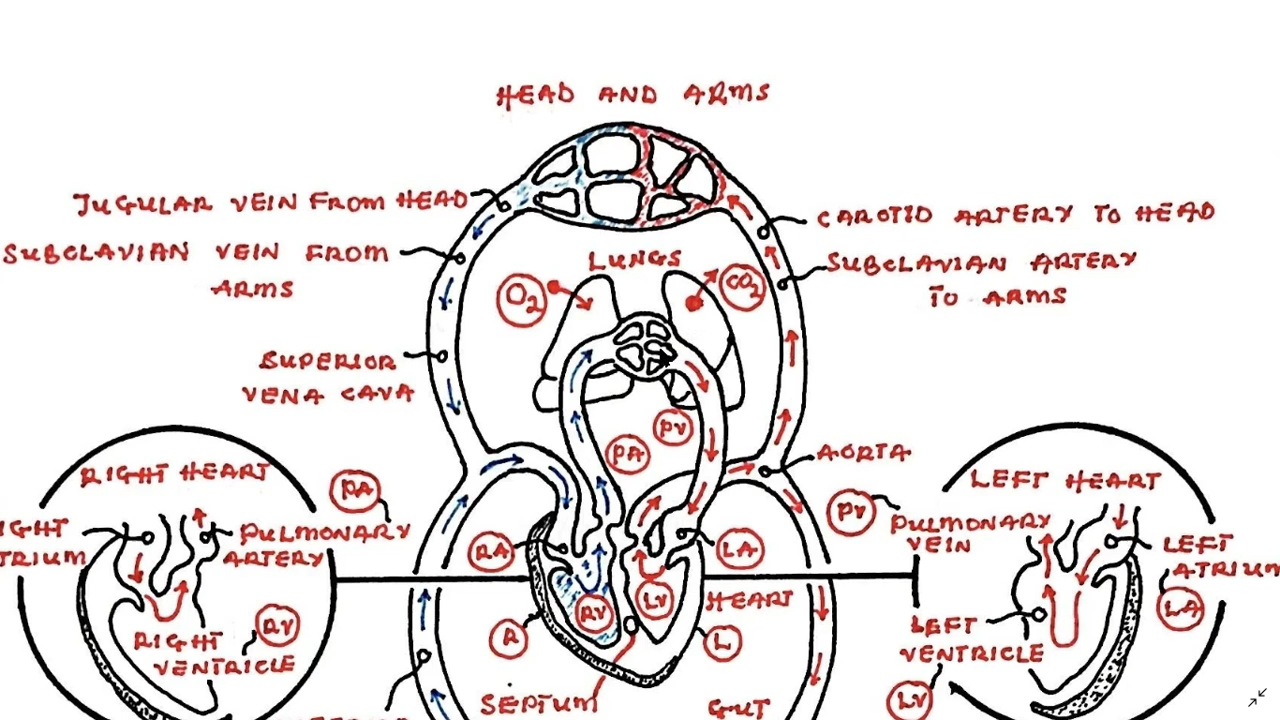 HEAD AND ARMS
JUGULAR VEIN FROM HEAD
SUBCLAVIAN VEIN FROM
ARMS
SUPERIOR
VENA CAVA
CAROTID ARTERY TO HEAD
SUBCLAVIAN ARTERY
TO ARMS
LUNGS
O2
CO2
PV
PA
AORTA
RIGHT HEART
PA
PULMONARY
ARTERY
RV
RIGHT
VENTRICLE
RA
LA
RV
LV
HEART
R
L
SEPTUM
GUT
LEFT HEART
PV
PULMONARY
VEIN
LEFT
ATRIUM
LA
LEFT
VENTRICLE
LV